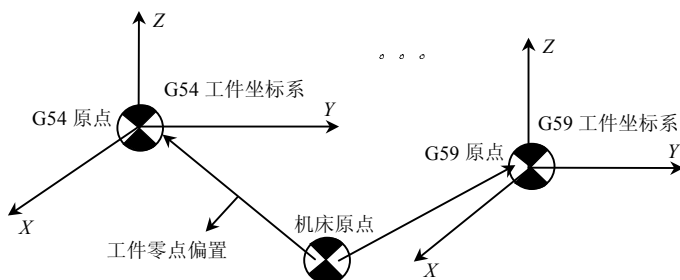 Z
G54 工件坐标系
G54 原点
Y
X
。。。
Z
G59 工件坐标系
G59 原点
Y
X
机床原点
工件零点偏置